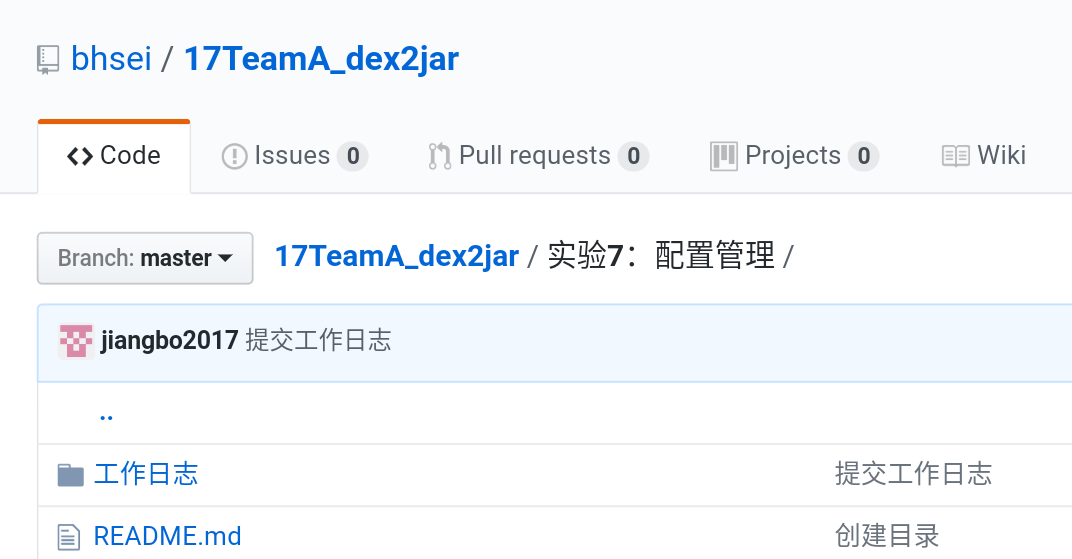 bhsei / 17TeamA_dex2jar
Code Issues 0 Pull requests 0 Projects 0 Wiki
Branch: master 17TeamA_dex2jar / 实验7：配置管理 /
jiangbo2017 提交工作日志
..
工作日志 提交工作日志
README.md 创建目录